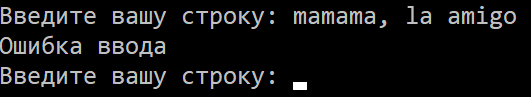 Введите вашу строку: mamama, la amigo
Ошибка ввода
Введите вашу строку: